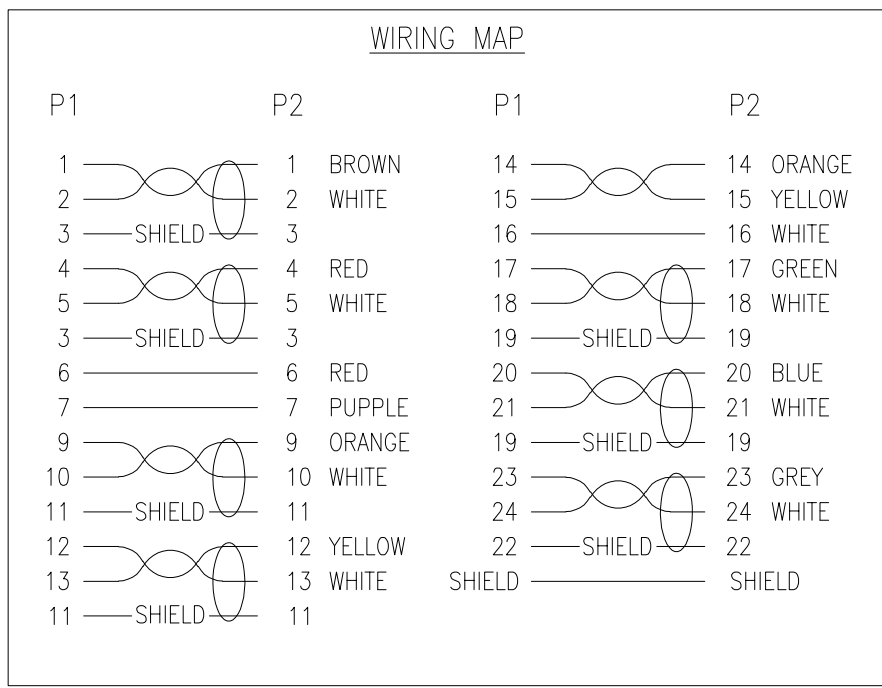 WIRING MAP
P1 P2 P1 P2
1 1 BROWN 14 14 ORANGE
2 2 WHITE 15 15 YELLOW
3 SHIELD 3 16 16 WHITE
4 4 RED 17 17 GREEN
5 5 WHITE 18 18 WHITE
3 SHIELD 3 19 SHIELD 19
6 6 RED 20 20 BLUE
7 7 PUPPLE 21 21 WHITE
9 9 ORANGE 19 SHIELD 19
10 10 WHITE 23 23 GREY
11 SHIELD 11 24 24 WHITE
12 12 YELLOW 22 SHIELD 22
13 13 WHITE SHIELD SHIELD
11 SHIELD 11